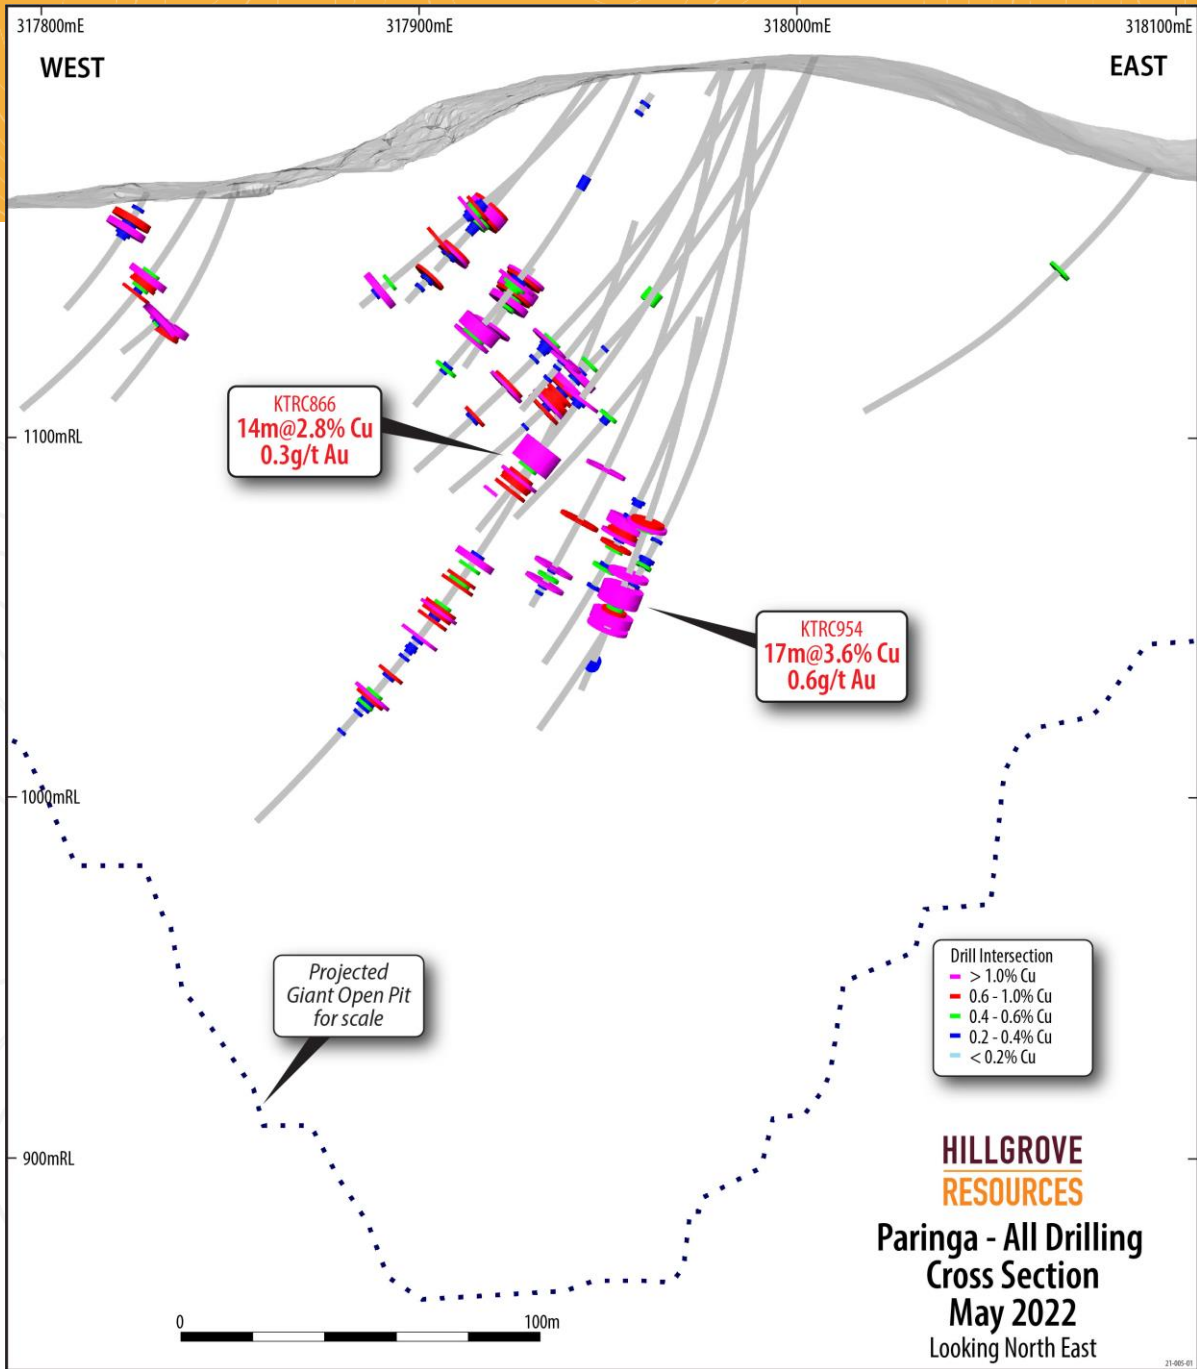 317800mE
317900mE
318000mE
318100mE
WEST
EAST
KTRC866
14m@2.8% Cu
0.3g/t Au
1100mRL
KTRC954
17m@3.6% Cu
0.6g/t Au
1000mRL
Projected
Giant Open Pit
for scale
Drill Intersection
> 1.0% Cu
0.6 - 1.0% Cu
0.4 - 0.6% Cu
0.2 - 0.4% Cu
< 0.2% Cu
900mRL
HILLGROVE
RESOURCES
Paringa - All Drilling
Cross Section
May 2022
Looking North East
0
100m
21-005-01